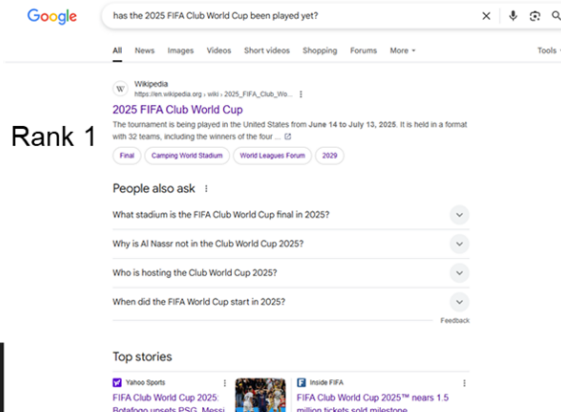 Google
has the 2025 FIFA Club World Cup been played yet?
All News Images Videos Short videos Shopping Forums More Tools
W
Wikipedia
https://en.wikipedia.org › wiki › 2025_FIFA_Club_Wo...
2025 FIFA Club World Cup
The tournament is being played in the United States from June 14 to July 13, 2025. It is held in a format
with 32 teams, including the winners of the four ...
Rank 1
Final Camping World Stadium World Leagues Forum 2029
People also ask
What stadium is the FIFA Club World Cup final in 2025?
Why is Al Nassr not in the Club World Cup 2025?
Who is hosting the Club World Cup 2025?
When did the FIFA World Cup start in 2025?
Feedback
Top stories
Yahoo Sports
FIFA Club World Cup 2025:
Botafogo upsets PSG, Messi
F Inside FIFA
FIFA Club World Cup 2025™ nears 1.5
million tickets sold milestone